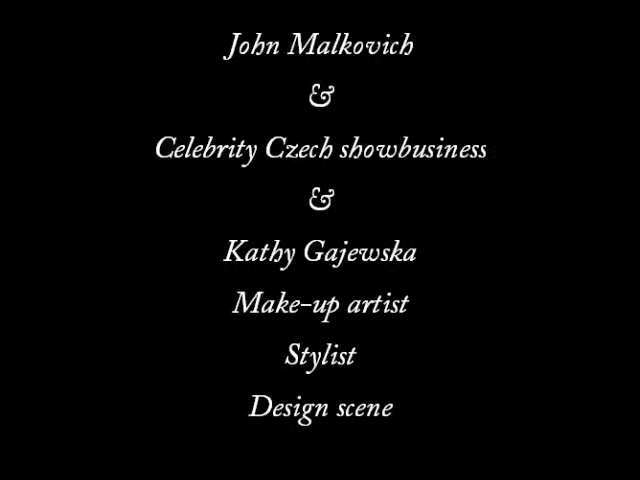 John Malkovich
&
Celebrity Czech showbusiness
&
Kathy Gajewska
Make-up artist
Stylist
Design scene